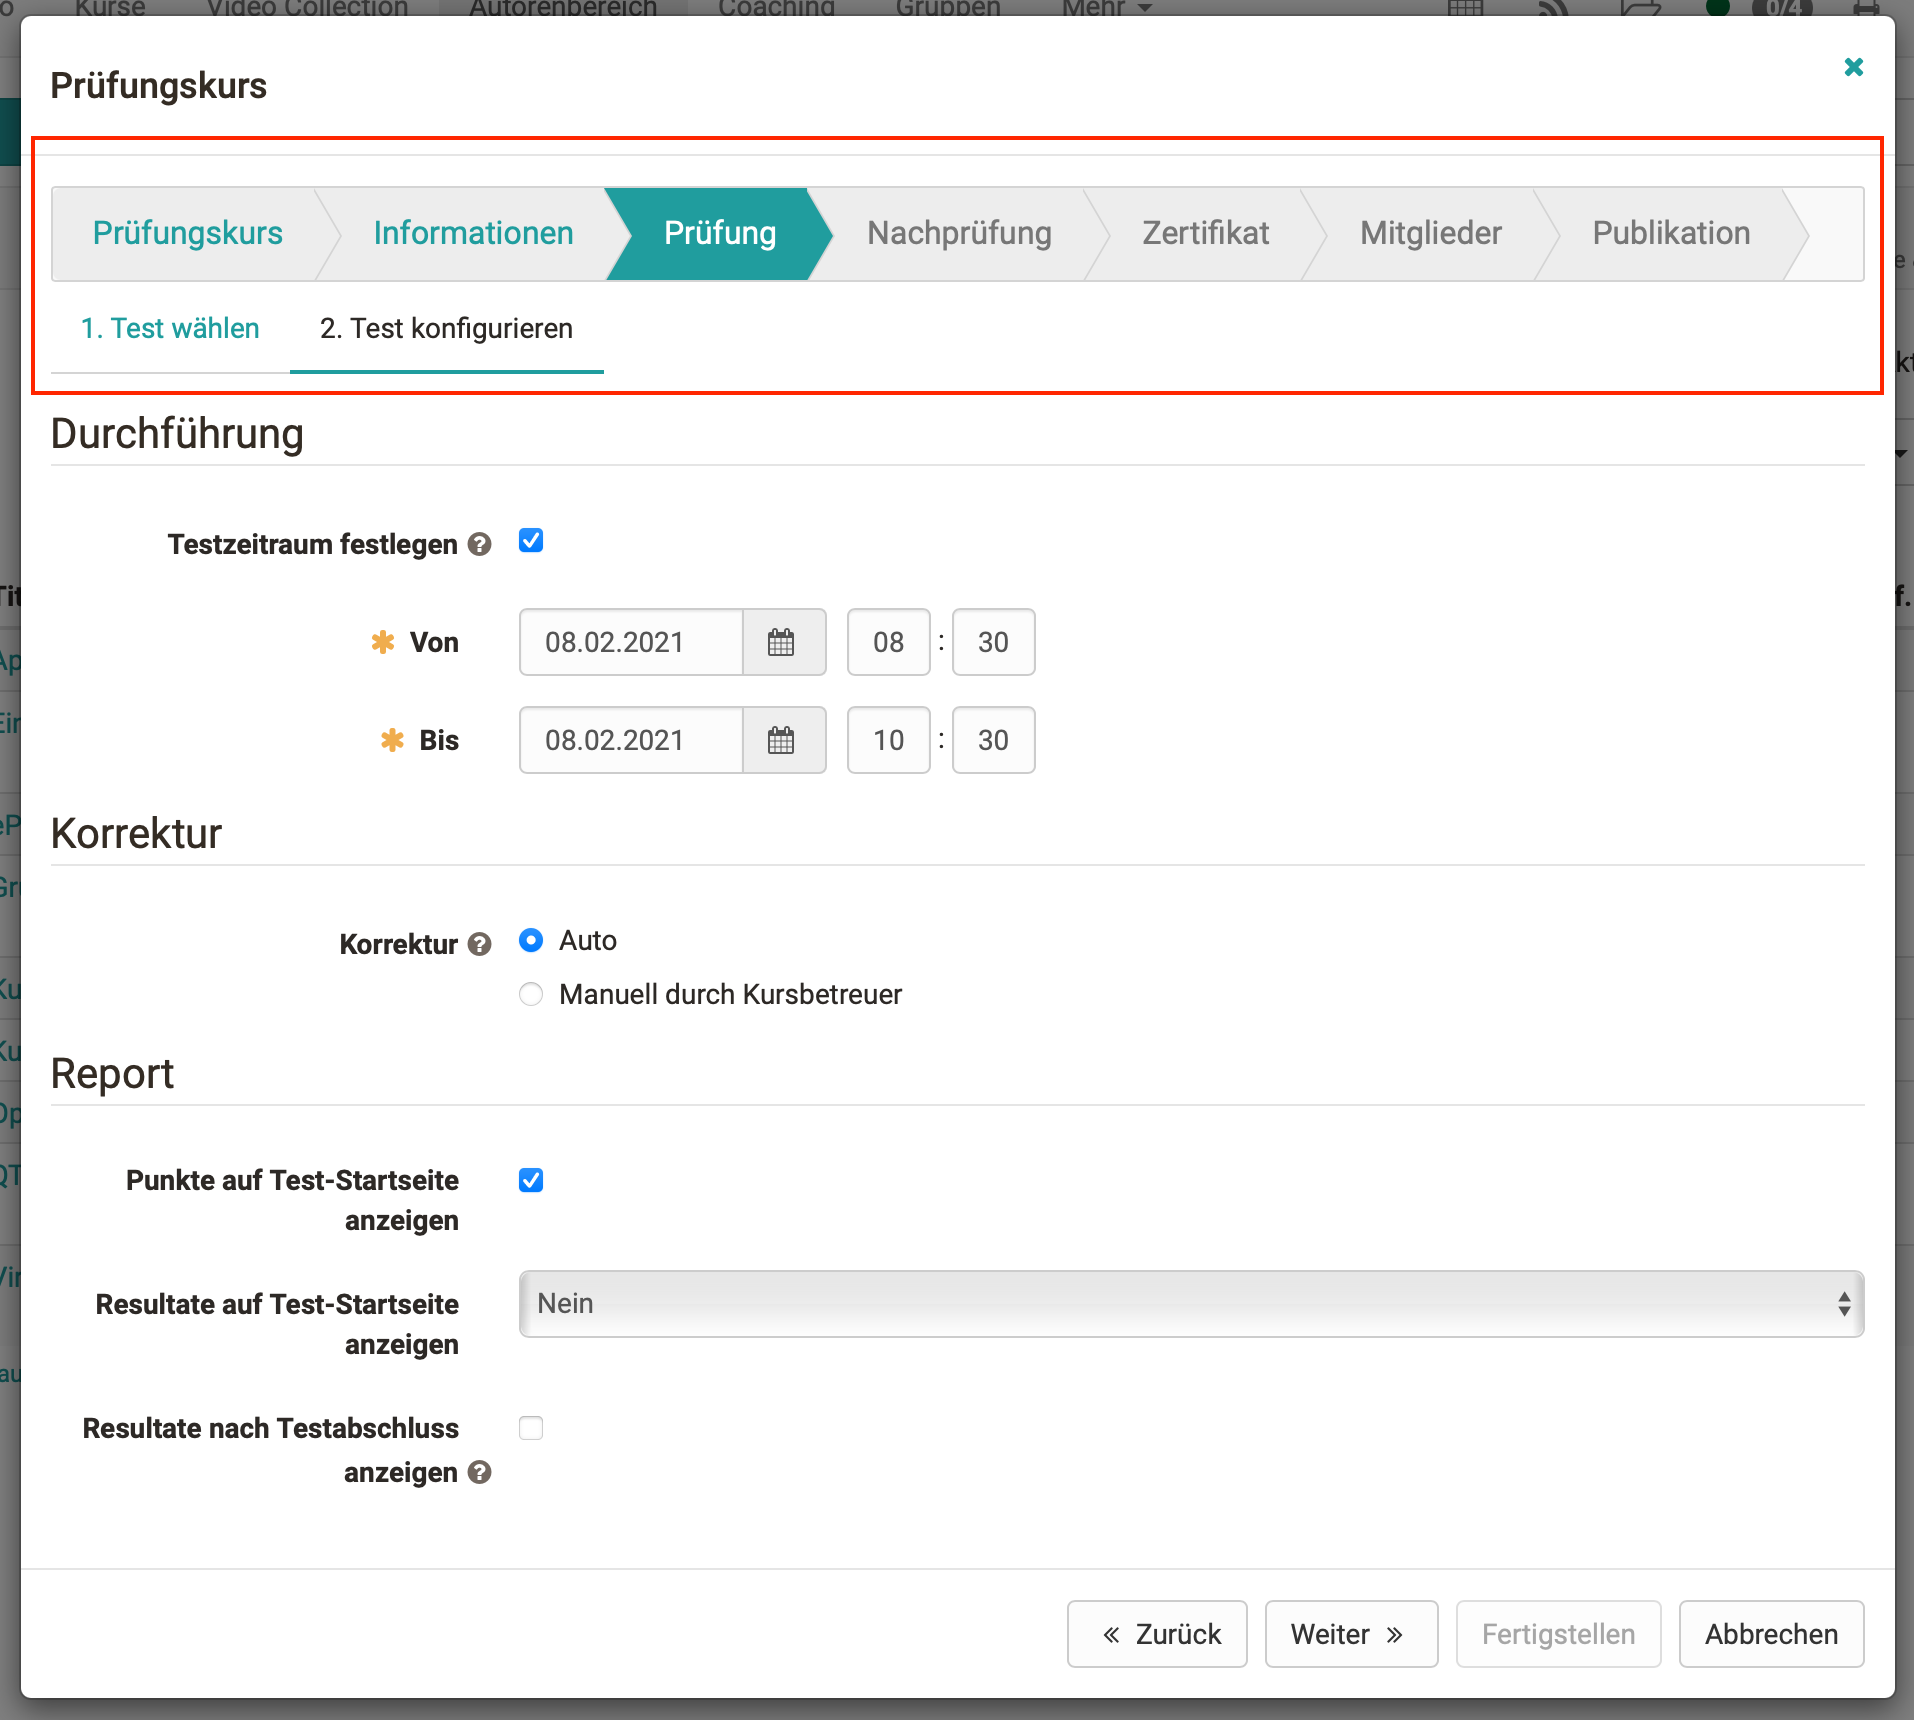 Kurse Video Collection Autorenbereich Coaching Gruppen Mehr 0/4
Prüfungskurs
Prüfungskurs Informationen Prüfung Nachprüfung Zertifikat Mitglieder Publikation
1. Test wählen 2. Test konfigurieren
Durchführung
Testzeitraum festlegen ?
Von 08.02.2021 08 : 30
Bis 08.02.2021 10 : 30
Korrektur
Korrektur ? Auto
Manuell durch Kursbetreuer
Report
Punkte auf Test-Startseite
anzeigen
Resultate auf Test-Startseite
anzeigen
Nein
Resultate nach Testabschluss
anzeigen ?
« Zurück Weiter » Fertigstellen Abbrechen